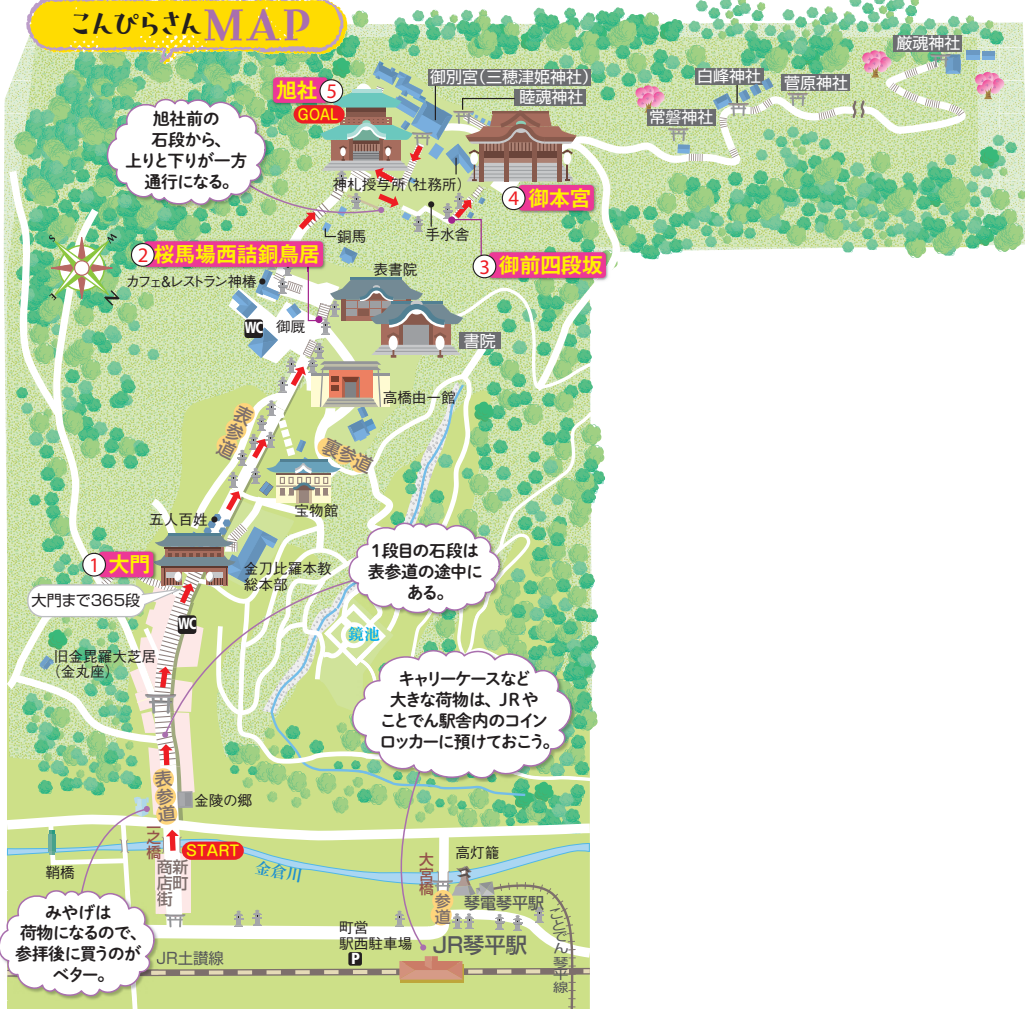 こんぴらさんMAP
厳魂神社
白峰神社
菅原神社
常磐神社
御別宮(三穂津姫神社)
睦魂神社
旭社⑤
GOAL
旭社前の
石段から、
上りと下りが一方
通行になる。
神札授与所(社務所)
④御本宮
銅馬
手水舎
③御前四段坂
②桜馬場西詰銅鳥居
S
W
E
N
カフェ&レストラン神椿
表書院
WC
御厩
書院
高橋由一館
表参道
裏参道
宝物館
五人百姓
①大門
金刀比羅本教
総本部
大門まで365段
WC
1段目の石段は
表参道の途中に
ある。
鏡池
旧金毘羅大芝居
(金丸座)
キャリーケースなど
大きな荷物は、JRや
ことでん駅舎内のコイン
ロッカーに預けておこう。
表参道
金陵の郷
一之橋
START
新町
商店街
鞘橋
金倉川
大宮橋
高灯籠
参道
琴電琴平駅
ことでん琴平線
みやげは
荷物になるので、
参拝後に買うのが
ベター。
町営
駅西駐車場
P
JR琴平駅
JR土讃線